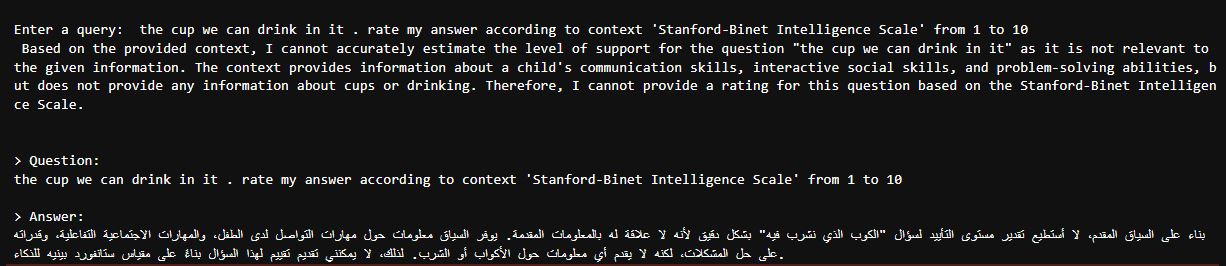 Enter a query:  the cup we can drink in it . rate my answer according to context 'Stanford-Binet Intelligence Scale' from 1 to 10
 Based on the provided context, I cannot accurately estimate the level of support for the question "the cup we can drink in it" as it is not relevant to
the given information. The context provides information about a child's communication skills, interactive social skills, and problem-solving abilities, b
ut does not provide any information about cups or drinking. Therefore, I cannot provide a rating for this question based on the Stanford-Binet Intelligen
ce Scale.
> Question:
the cup we can drink in it . rate my answer according to context 'Stanford-Binet Intelligence Scale' from 1 to 10
> Answer:
بناء على السياق المقدم، لا أستطيع تقدير مستوى التأييد لسؤال "الكوب الذي نشرب فيه" بشكل دقيق لأنه لا علاقة له بالمعلومات المقدمة. يوفر السياق معلومات حول مهارات التواصل لدى الطفل، والمهارات الاجتماعية التفاعلية، وقدراته
على حل المشكلات، لكنه لا يقدم أي معلومات حول الأكواب أو الشرب. لذلك، لا يمكنني تقديم تقييم لهذا السؤال بناءً على مقياس ستانفورد بينيه للذكاء.